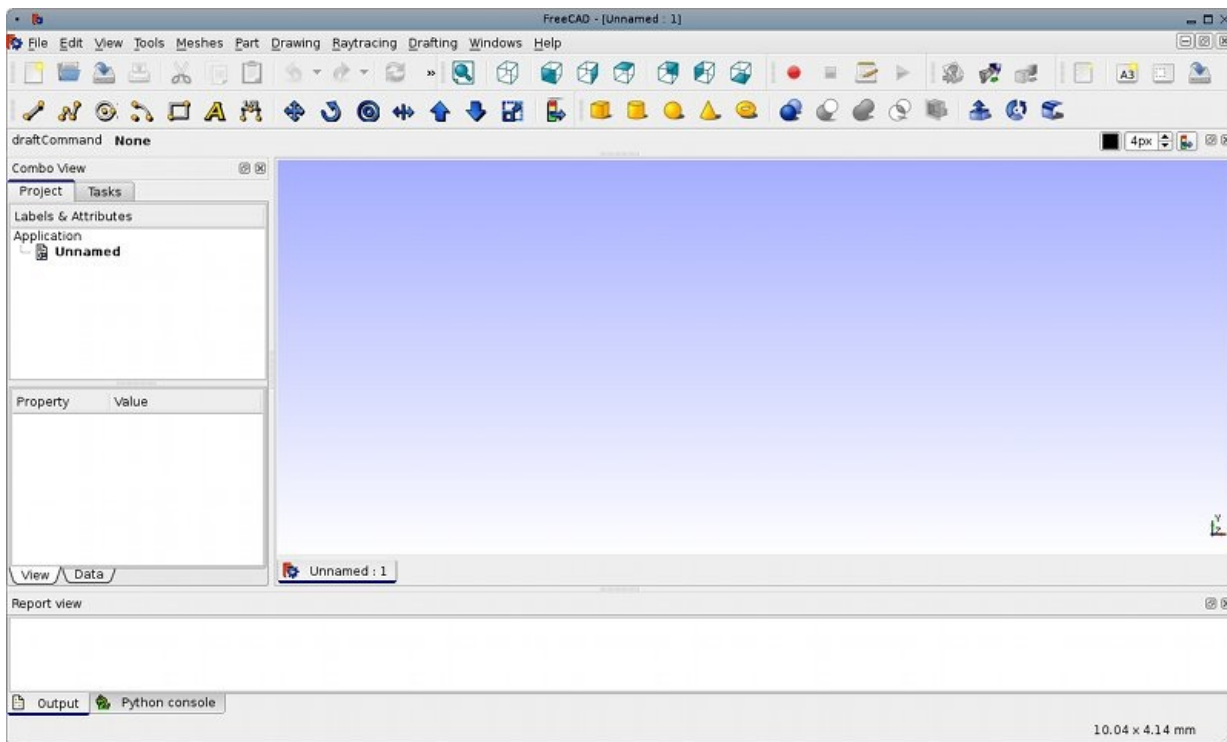 FreeCAD - [Unnamed : 1]
File Edit View Tools Meshes Part Drawing Raytracing Drafting Windows Help
A3
A
draftCommand None
4px
Combo View
Project Tasks
Labels & Attributes
Application
Unnamed
Property Value
Y
Z
View Data
Unnamed : 1
Report view
Output Python console
10.04 x 4.14 mm